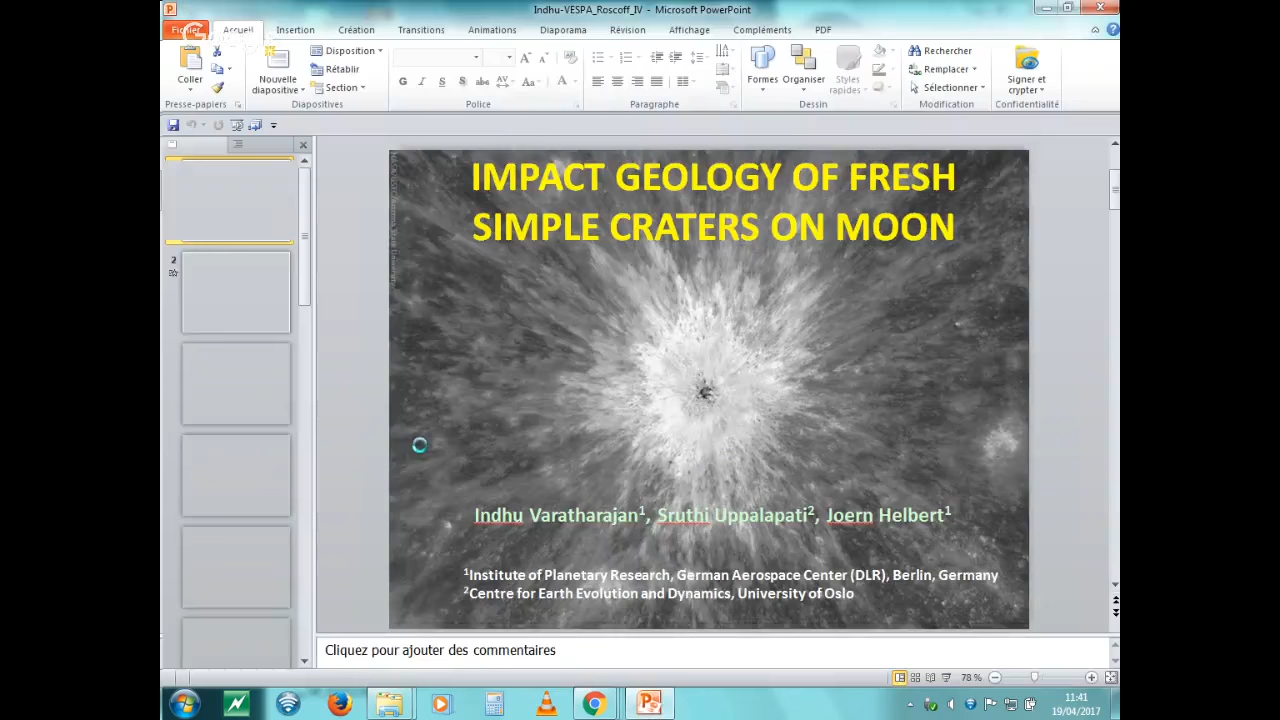 Indhu-VESPA_Roscoff_IV - Microsoft PowerPoint
Fichier Accueil Insertion Création Transitions Animations Diaporama Révision Affichage Compléments PDF
Coller
Presse-papiers
Nouvelle diapositive
Disposition
Rétablir
Section
Diapositives
G I S S abc AV Aa A
Police
Paragraphe
Formes
Organiser
Styles rapides
Dessin
Rechercher
Remplacer
Sélectionner
Modification
Signer et crypter
Confidentialité
2
IMPACT GEOLOGY OF FRESH
SIMPLE CRATERS ON MOON
Indhu Varatharajan1, Sruthi Uppalapati2, Joern Helbert1
1Institute of Planetary Research, German Aerospace Center (DLR), Berlin, Germany
2Centre for Earth Evolution and Dynamics, University of Oslo
Cliquez pour ajouter des commentaires
78 %
11:41
19/04/2017